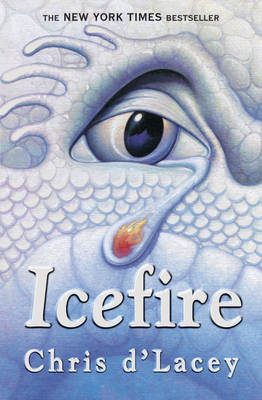 THE NEW YORK TIMES BESTSELLER
Icefire
Chris d'Lacey